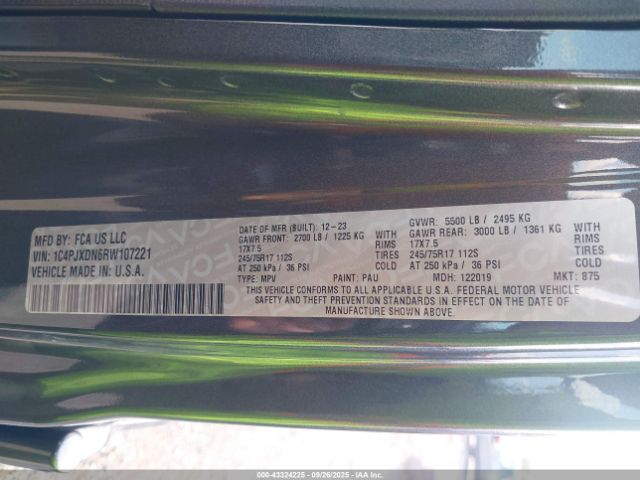 MFD BY: FCA US LLC
VIN: 1C4PJXDN5RW107221
VEHICLE MADE IN U.S.A.
DATE OF MFR (BUILT): 12-23
GAWR FRONT: 2700 LB / 1225 KG WITH
17X7.5 RIMS
245/75R17 112S TIRES
AT 250 kPa / 36 PSI COLD
GVWR: 5500 LB / 2495 KG
GAWR REAR: 3000 LB / 1361 KG WITH
17X7.5 RIMS
245/75R17 112S TIRES
AT 250 kPa / 36 PSI COLD
TYPE: MPV PAINT: PAU MDH: 122019 MKT: 875
THIS VEHICLE CONFORMS TO ALL APPLICABLE U.S.A. FEDERAL MOTOR VEHICLE
SAFETY AND THEFT PREVENTION STANDARDS IN EFFECT ON THE DATE OF
MANUFACTURE SHOWN ABOVE.
000-43324225 09/26/2025 IAAI